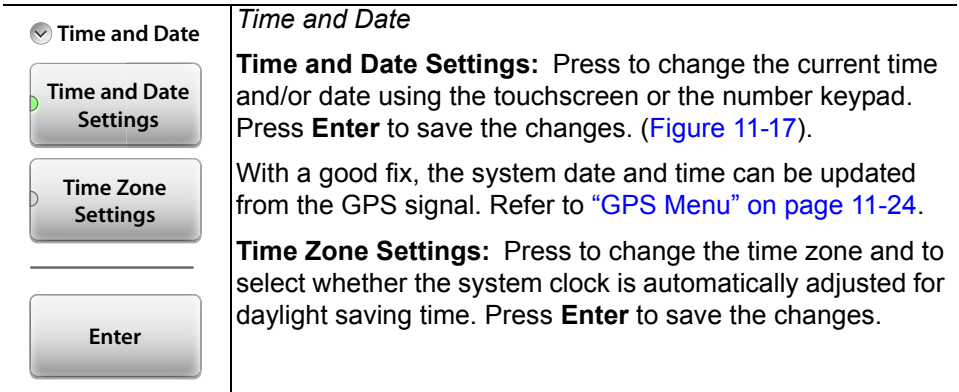 Time and Date
Time and Date
Settings
Time Zone
Settings
Enter
Time and Date
Time and Date Settings: Press to change the current time
and/or date using the touchscreen or the number keypad.
Press Enter to save the changes. (Figure 11-17).
With a good fix, the system date and time can be updated
from the GPS signal. Refer to “GPS Menu” on page 11-24.
Time Zone Settings: Press to change the time zone and to
select whether the system clock is automatically adjusted for
daylight saving time. Press Enter to save the changes.